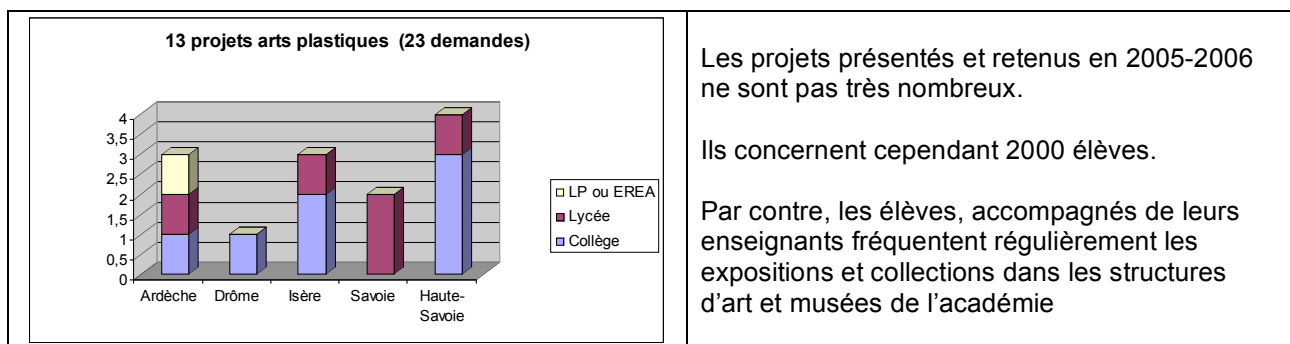 13 projets arts plastiques (23 demandes)
4
3,5
3
2,5
2
1,5
1
0,5
0
Ardèche
Drôme
Isère
Savoie
Haute-
Savoie
LP ou EREA
Lycée
Collège
Les projets présentés et retenus en 2005-2006
ne sont pas très nombreux.
Ils concernent cependant 2000 élèves.
Par contre, les élèves, accompagnés de leurs
enseignants fréquentent régulièrement les
expositions et collections dans les structures
d’art et musées de l’académie